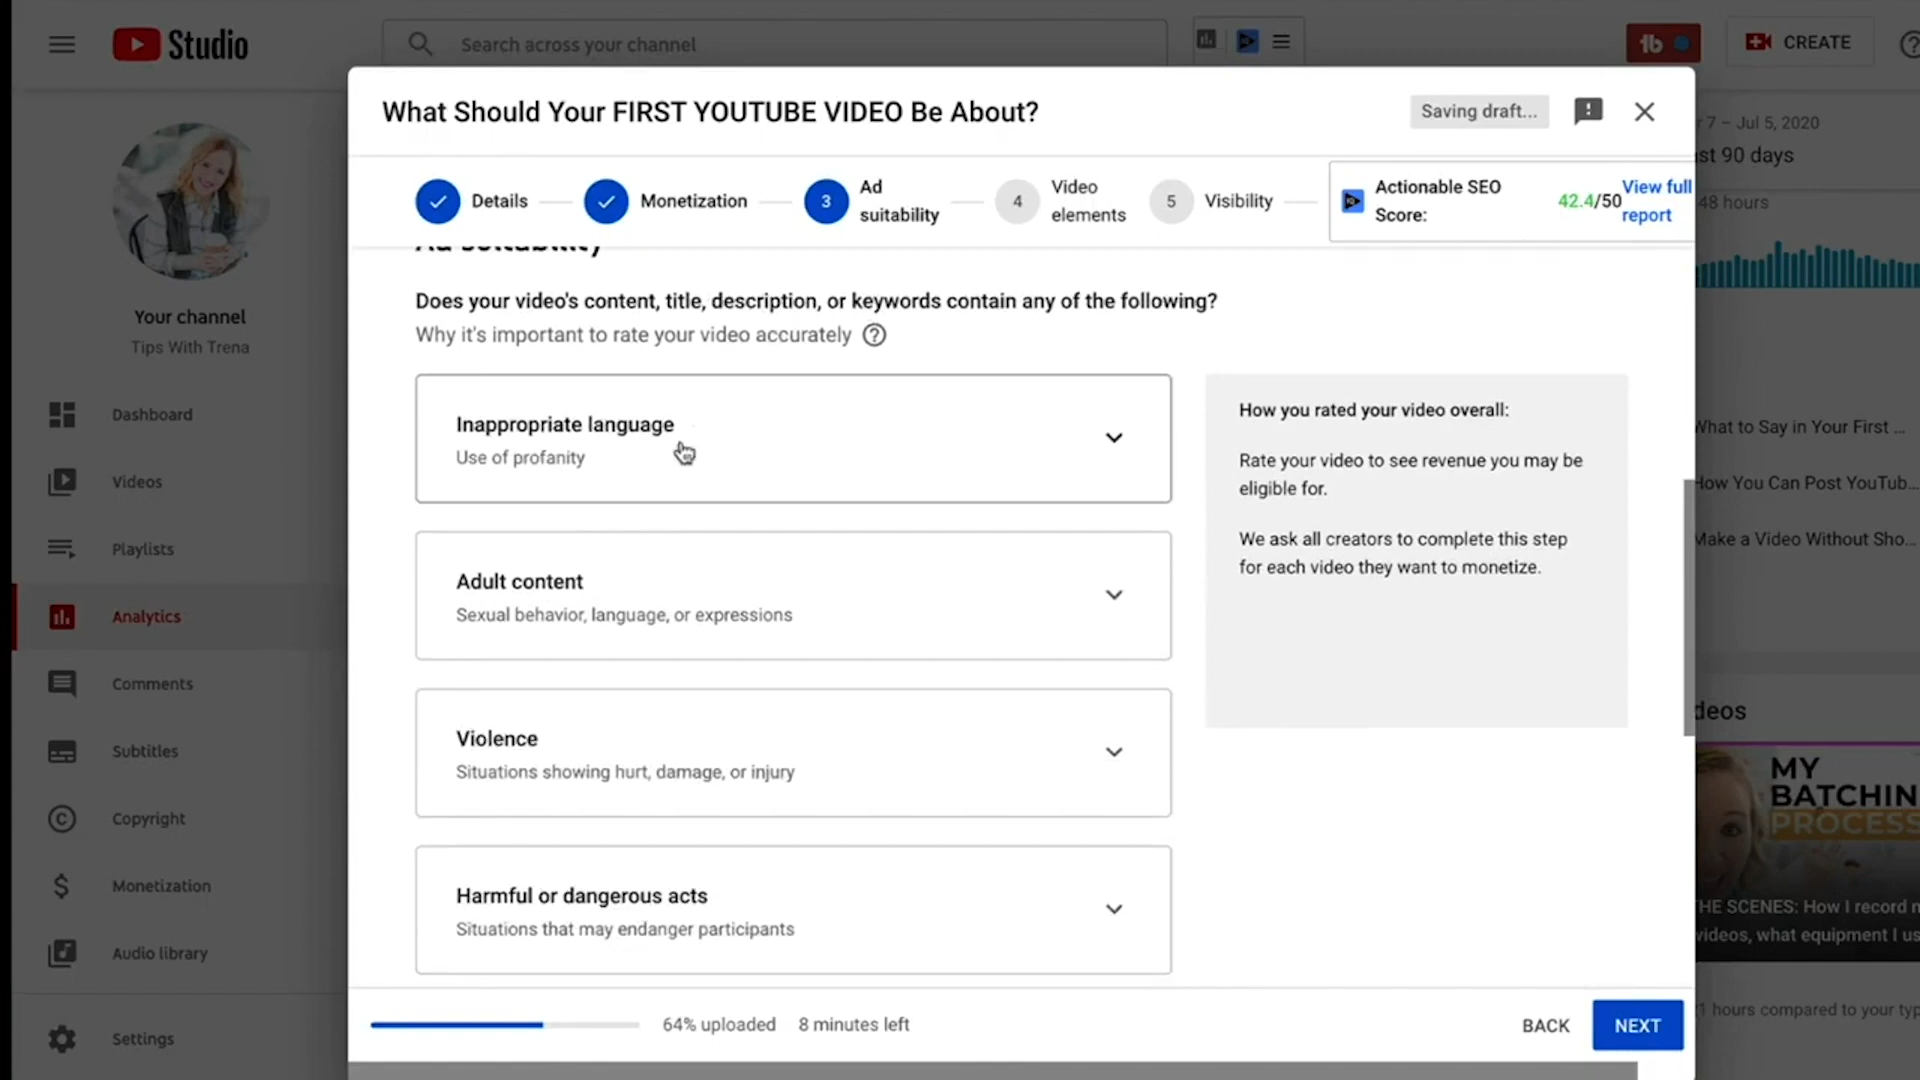 Studio
Search across your channel
CREATE
What Should Your FIRST YOUTUBE VIDEO Be About?
Saving draft...
r 7 – Jul 5, 2020
st 90 days
Details
Monetization
3
Ad
suitability
4
Video
elements
5
Visibility
Actionable SEO
Score:
42.4/50
View full
report
48 hours
Ad suitability
Does your video's content, title, description, or keywords contain any of the following?
Why it's important to rate your video accurately
Your channel
Tips With Trena
Dashboard
Videos
Playlists
Analytics
Comments
Subtitles
Copyright
Monetization
Audio library
Settings
Inappropriate language
Use of profanity
Adult content
Sexual behavior, language, or expressions
Violence
Situations showing hurt, damage, or injury
Harmful or dangerous acts
Situations that may endanger participants
How you rated your video overall:
Rate your video to see revenue you may be
eligible for.
We ask all creators to complete this step
for each video they want to monetize.
What to Say in Your First ...
How You Can Post YouTub...
Make a Video Without Sho...
deos
MY
BATCHIN
PROCESS
THE SCENES: How I record m
videos, what equipment I us
1 hours compared to your typ
64% uploaded
8 minutes left
BACK
NEXT